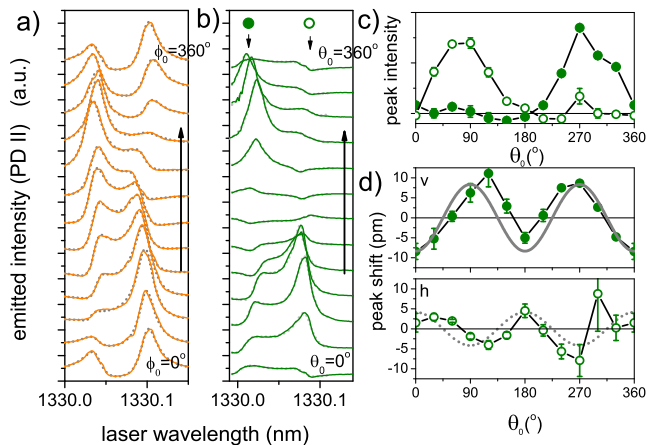 a)
ϕ₀=360°
ϕ₀=0°
1330.0
1330.1
b)
θ₀=360°
θ₀=0°
1330.0
1330.1
emitted intensity (PD II) (a.u.)
laser wavelength (nm)
c)
peak intensity
0
90
180
270
360
θ₀(°)
d)
v
10
5
0
-5
-10
peak shift (pm)
h
10
5
0
-5
-10
0
90
180
270
360
θ₀(°)